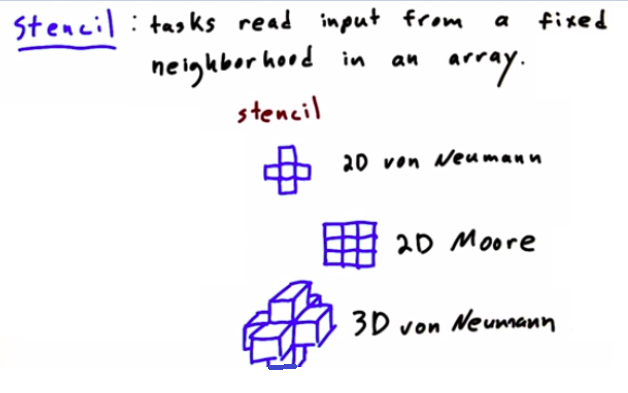 Stencil: tasks read input from a fixed
neighborhood in an array.
stencil
2D von Neumann
2D Moore
3D von Neumann